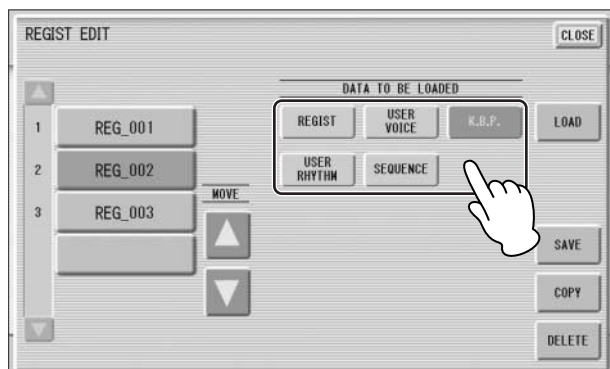 REGIST EDIT
CLOSE
DATA TO BE LOADED
REGIST
USER
VOICE
K.B.P.
LOAD
USER
RHYTHM
SEQUENCE
1 REG_001
2 REG_002
3 REG_003
MOVE
SAVE
COPY
DELETE